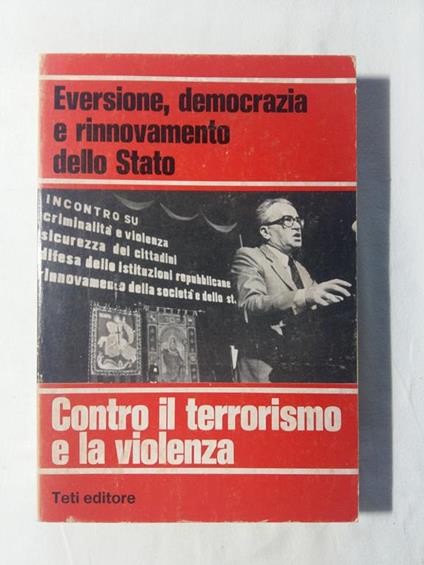 Eversione, democrazia
e rinnovamento
dello Stato
INCONTRO SU
criminalità e violenza
sicurezza dei cittadini
difesa delle istituzioni repubblicane
rinnovamento della società e dello st.
Contro il terrorismo
e la violenza
Teti editore